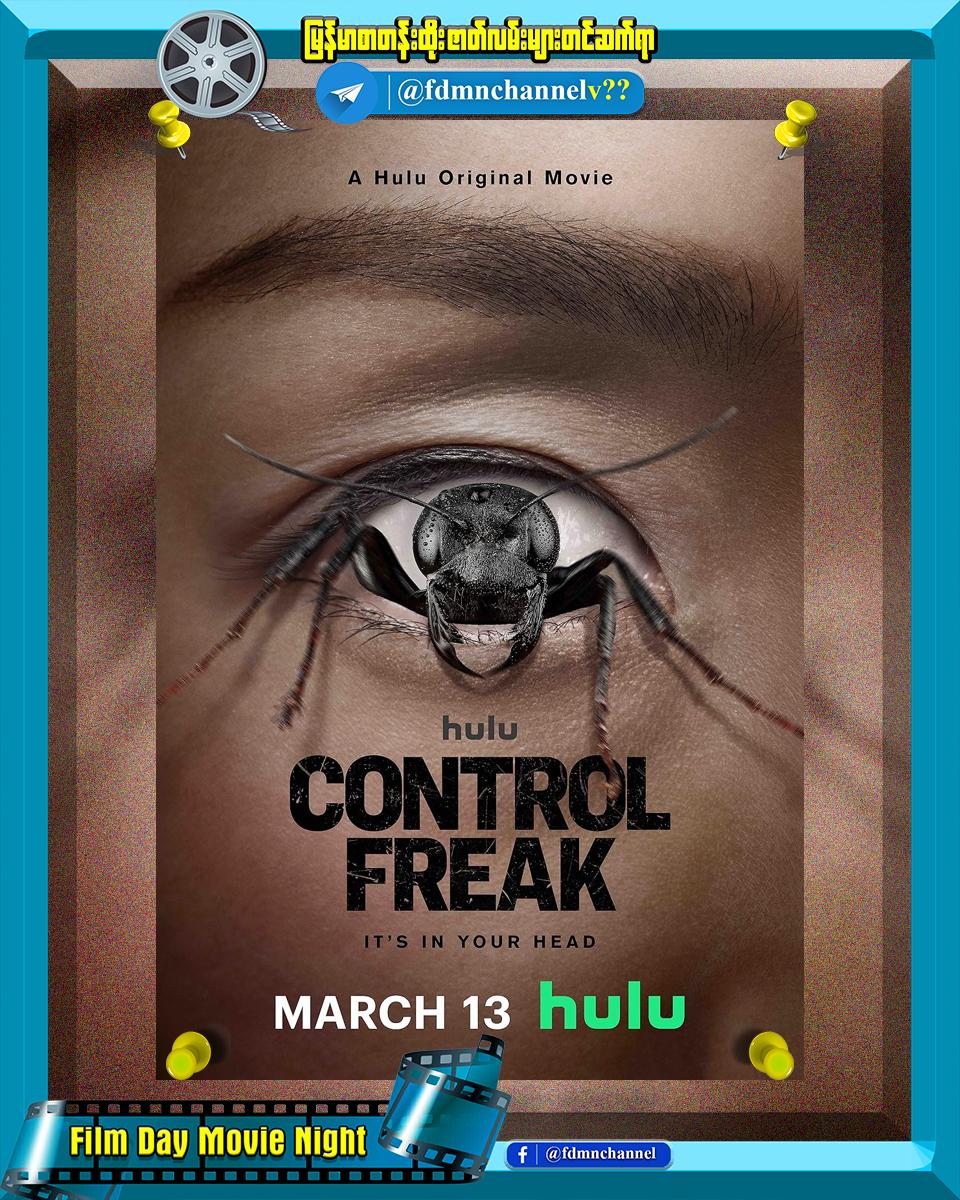 မြန်မာစာတန်းထိုးဇာတ်လမ်းများတင်ဆက်ရာ
@fdmnchannelv??
A Hulu Original Movie
hulu
CONTROL
FREAK
IT'S IN YOUR HEAD
MARCH 13 hulu
Film Day Movie Night
f @fdmnchannel